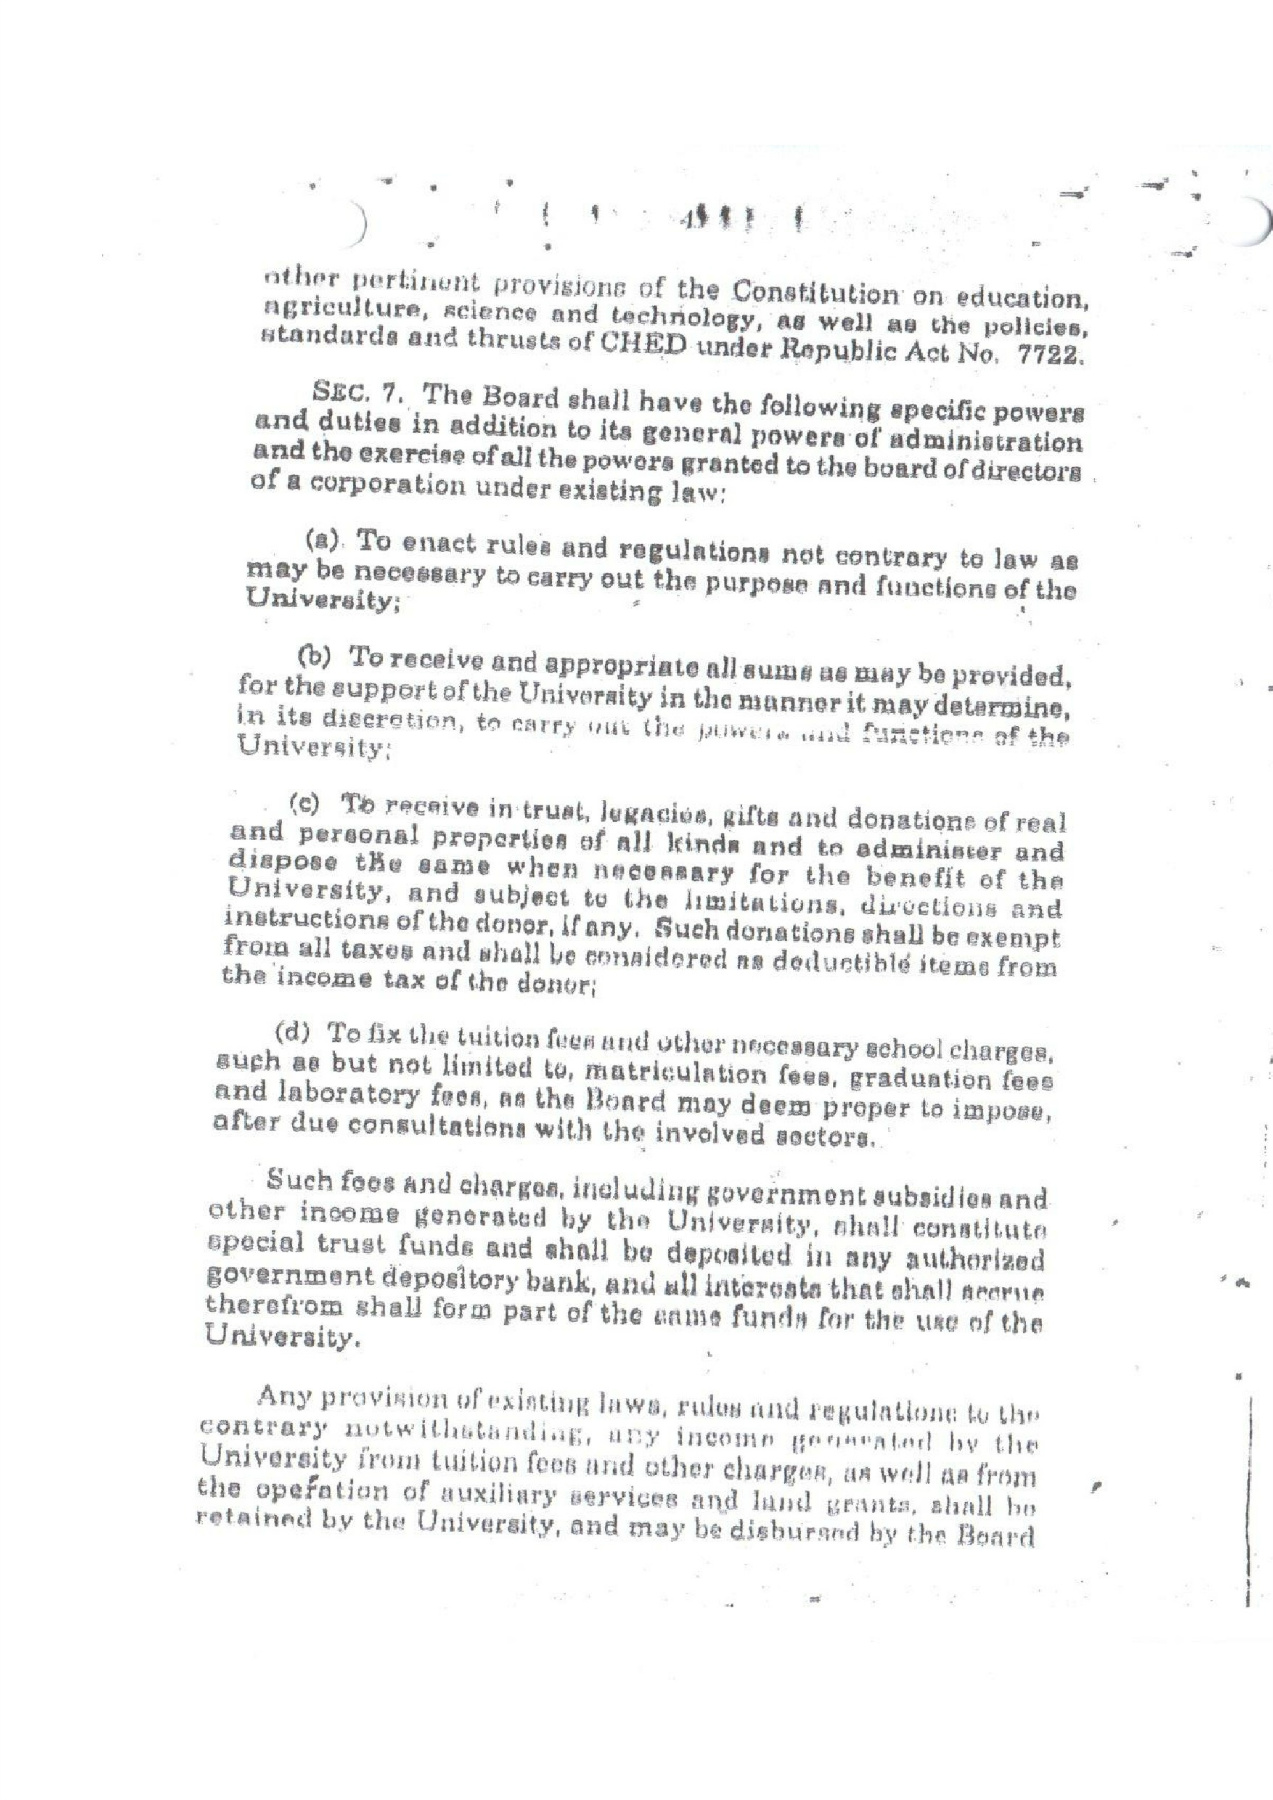 other pertinent provisions of the Constitution on education,
agriculture, science and technology, as well as the policies,
standards and thrusts of CHED under Republic Act No. 7722.
SEC. 7. The Board shall have the following specific powers
and duties in addition to its general powers of administration
and the exercise of all the powers granted to the board of directors
of a corporation under existing law:
(a) To enact rules and regulations not contrary to law as
may be necessary to carry out the purpose and functions of the
University;
(b) To receive and appropriate all sums as may be provided,
for the support of the University in the manner it may determine,
in its discretion, to carry out the powers and functions of the
University;
(c) To receive in trust, legacies, gifts and donations of real
and personal properties of all kinds and to administer and
dispose the same when necessary for the benefit of the
University, and subject to the limitations, directions and
instructions of the donor, if any. Such donations shall be exempt
from all taxes and shall be considered as deductible items from
the income tax of the donor;
(d) To fix the tuition fees and other necessary school charges,
such as but not limited to, matriculation fees, graduation fees
and laboratory fees, as the Board may deem proper to impose,
after due consultations with the involved sectors.
Such fees and charges, including government subsidies and
other income generated by the University, shall constitute
special trust funds and shall be deposited in any authorized
government depository bank, and all interests that shall accrue
therefrom shall form part of the same funds for the use of the
University.
Any provision of existing laws, rules and regulations to the
contrary notwithstanding, any income generated by the
University from tuition fees and other charges, as well as from
the operation of auxiliary services and land grants, shall be
retained by the University, and may be disbursed by the Board